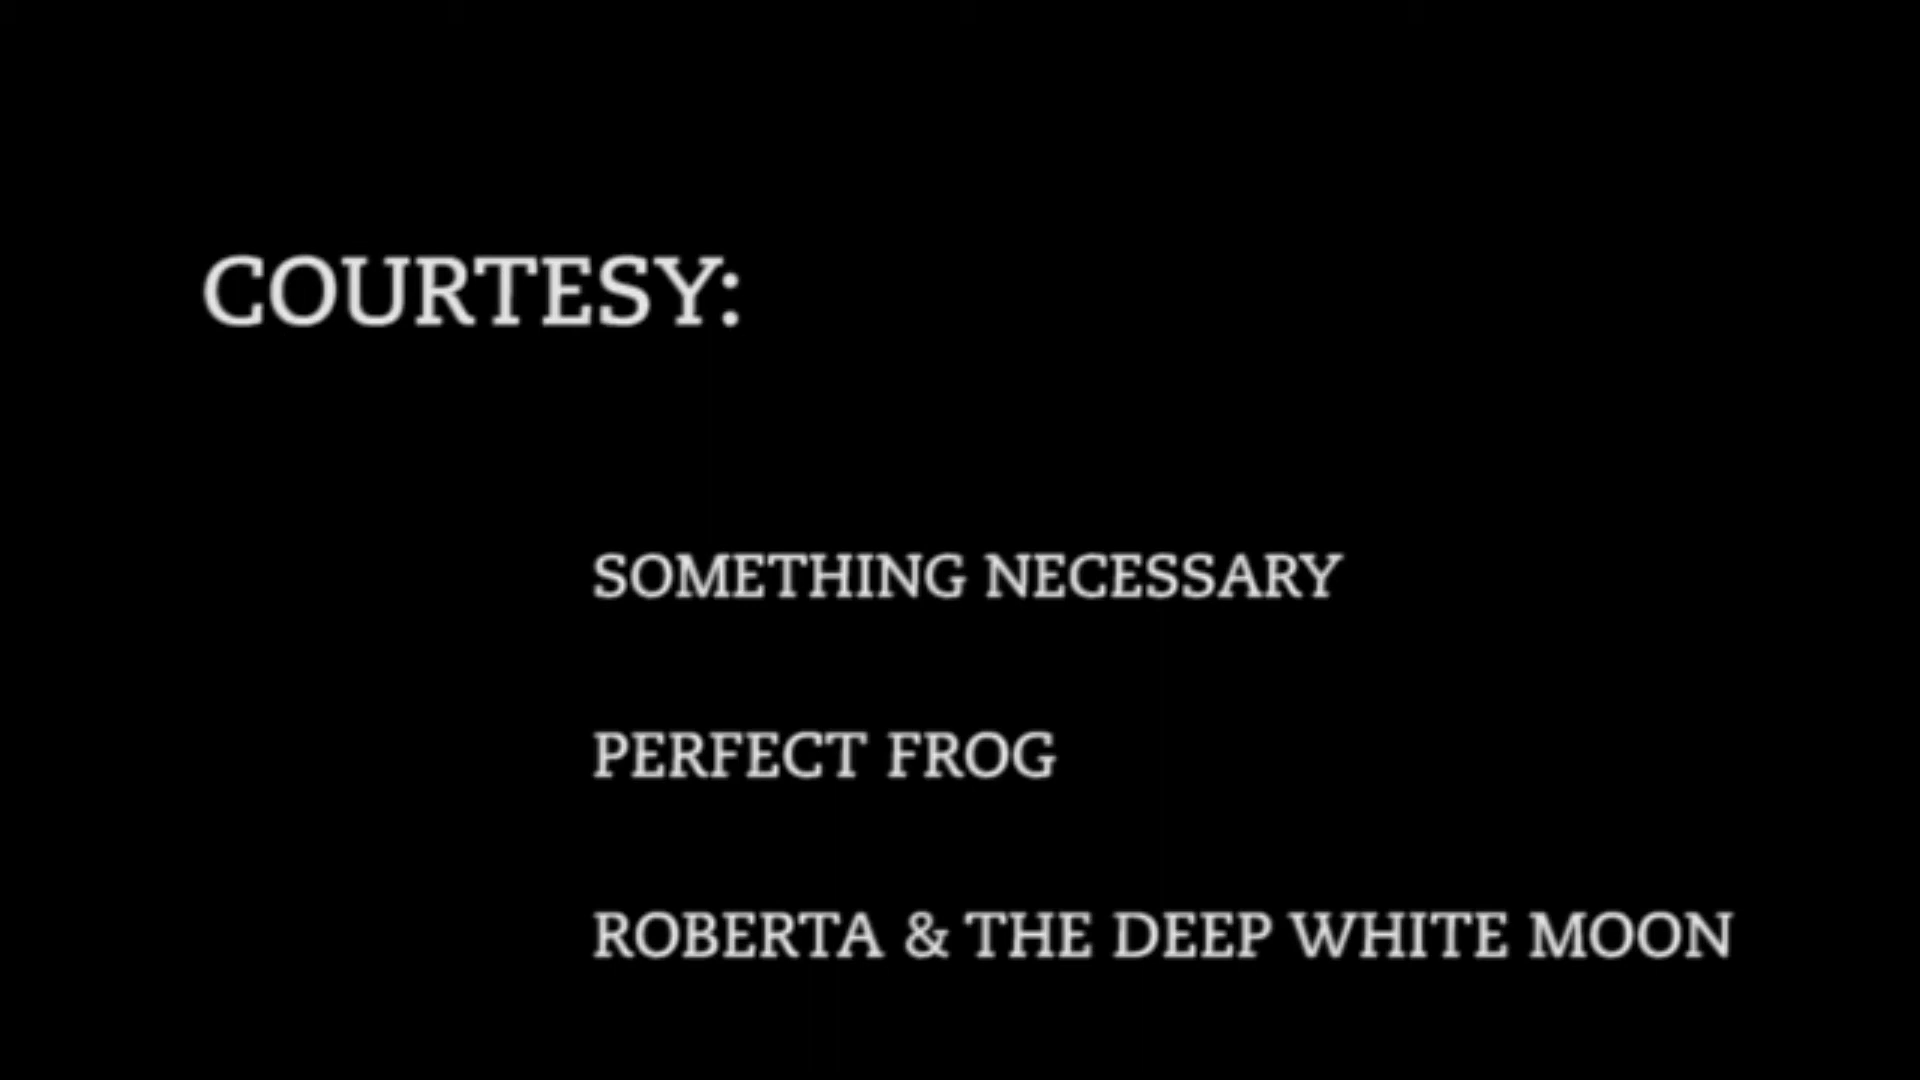 COURTESY:
SOMETHING NECESSARY
PERFECT FROG
ROBERTA & THE DEEP WHITE MOON